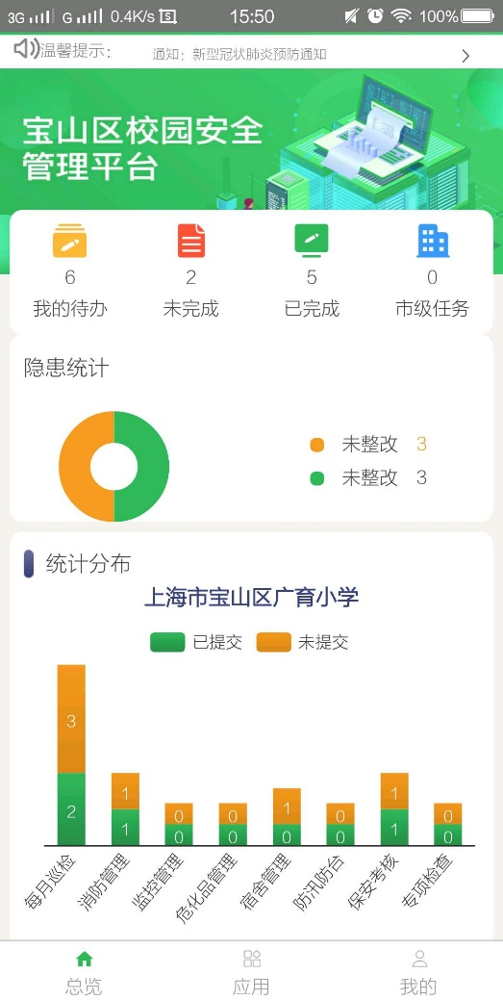 3G G 0.4K/s 15:50 100%
温馨提示： 通知：新型冠状肺炎预防通知
宝山区校园安全
管理平台
6 2 5 0
我的待办 未完成 已完成 市级任务
隐患统计
未整改 3
未整改 3
统计分布
上海市宝山区广育小学
已提交 未提交
3
1 1 1
0 0 0 0
2 1 0 0 0 0 1 0
每月巡检 消防管理 监控管理 危化品管理 宿舍管理 防汛防台 保安考核 专项检查
总览 应用 我的